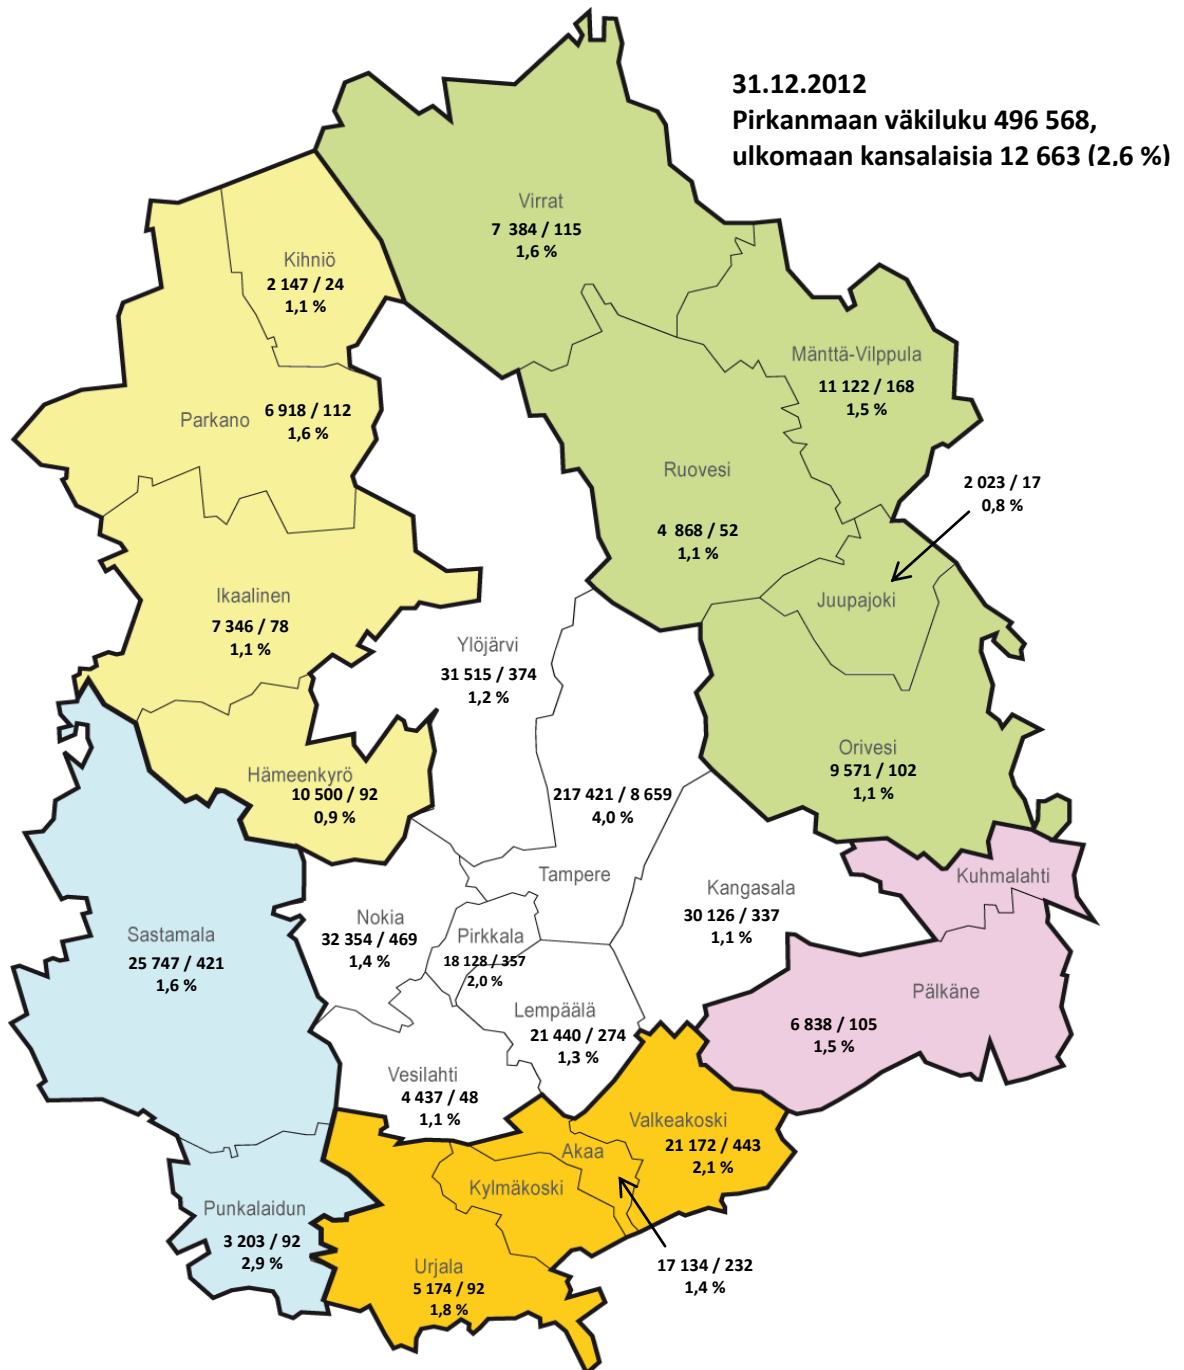 31.12.2012
Pirkanmaan väkiluku 496 568,
ulkomaan kansalaisia 12 663 (2,6 %)
Virrat
7 384 / 115
1,6 %
Kihniö
2 147 / 24
1,1 %
Mänttä-Vilppula
11 122 / 168
1,5 %
Parkano
6 918 / 112
1,6 %
Ruovesi
4 868 / 52
1,1 %
2 023 / 17
0,8 %
Juupajoki
Ikaalinen
7 346 / 78
1,1 %
Ylöjärvi
31 515 / 374
1,2 %
Orivesi
9 571 / 102
1,1 %
Hämeenkyrö
10 500 / 92
0,9 %
217 421 / 8 659
4,0 %
Tampere
Kuhmalahti
Kangasala
30 126 / 337
1,1 %
Nokia
32 354 / 469
1,4 %
Pirkkala
18 128 / 357
2,0 %
Sastamala
25 747 / 421
1,6 %
Pälkäne
6 838 / 105
1,5 %
Lempäälä
21 440 / 274
1,3 %
Vesilahti
4 437 / 48
1,1 %
Valkeakoski
21 172 / 443
2,1 %
Akaa
Kylmäkoski
17 134 / 232
1,4 %
Punkalaidun
3 203 / 92
2,9 %
Urjala
5 174 / 92
1,8 %